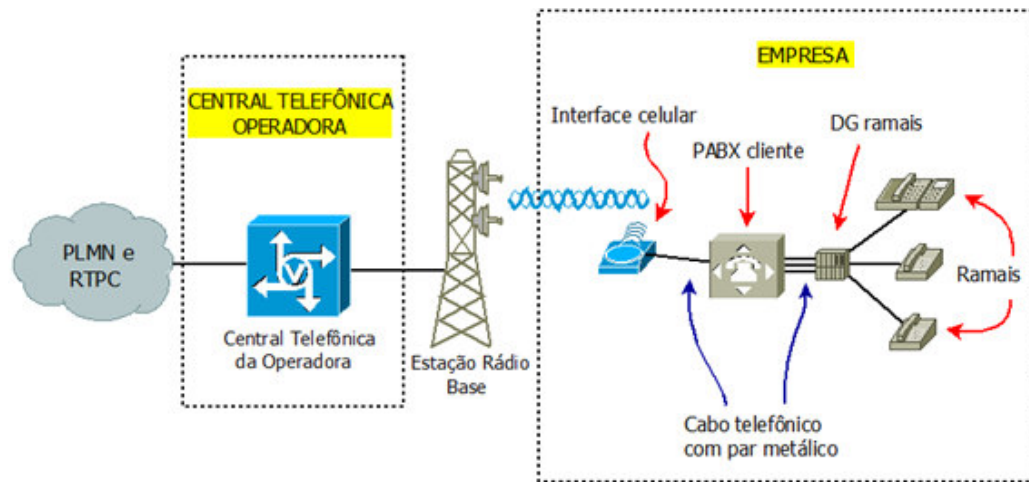 EMPRESA
CENTRAL TELEFÔNICA
OPERADORA
Interface celular
DG ramais
PABX cliente
PLMN e
RTPC
V
Ramais
Central Telefônica
da Operadora
Estação Rádio
Base
Cabo telefônico
com par metálico